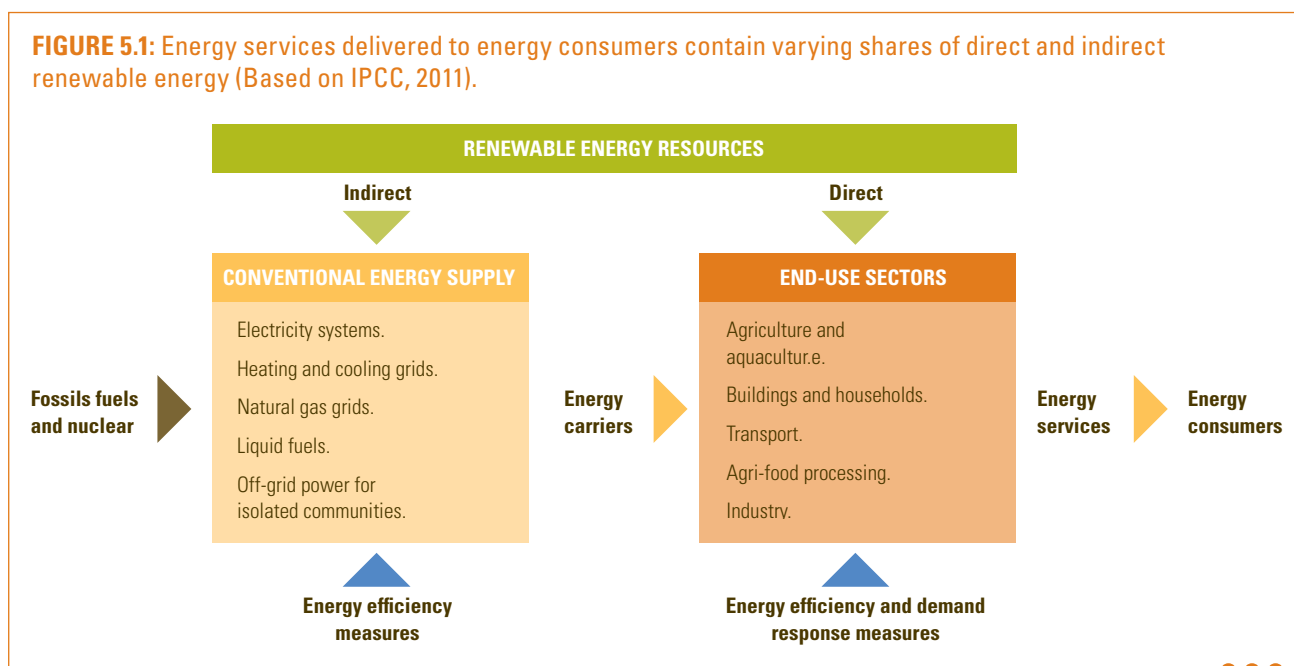 FIGURE 5.1: Energy services delivered to energy consumers contain varying shares of direct and indirect
renewable energy (Based on IPCC, 2011).
RENEWABLE ENERGY RESOURCES
Indirect
Direct
CONVENTIONAL ENERGY SUPPLY
Electricity systems.
Heating and cooling grids.
Natural gas grids.
Liquid fuels.
Off-grid power for
isolated communities.
END-USE SECTORS
Agriculture and
aquacultur.e.
Buildings and households.
Transport.
Agri-food processing.
Industry.
Fossils fuels
and nuclear
Energy
carriers
Energy
services
Energy
consumers
Energy efficiency
measures
Energy efficiency and demand
response measures